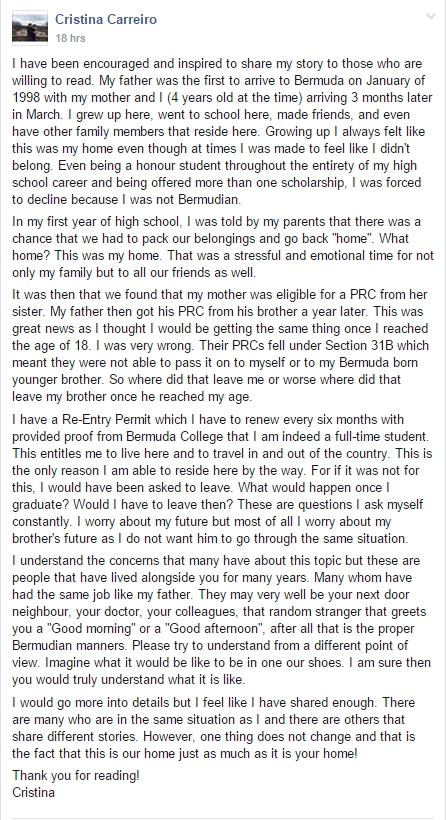 Cristina Carreiro
18 hrs
I have been encouraged and inspired to share my story to those who are
willing to read. My father was the first to arrive to Bermuda on January of
1998 with my mother and I (4 years old at the time) arriving 3 months later
in March. I grew up here, went to school here, made friends, and even
have other family members that reside here. Growing up I always felt like
this was my home even though at times I was made to feel like I didn't
belong. Even being a honour student throughout the entirety of my high
school career and being offered more than one scholarship, I was forced
to decline because I was not Bermudian.
In my first year of high school, I was told by my parents that there was a
chance that we had to pack our belongings and go back "home". What
home? This was my home. That was a stressful and emotional time for not
only my family but to all our friends as well.
It was then that we found that my mother was eligible for a PRC from her
sister. My father then got his PRC from his brother a year later. This was
great news as I thought I would be getting the same thing once I reached
the age of 18. I was very wrong. Their PRCs fell under Section 31B which
meant they were not able to pass it on to myself or to my Bermuda born
younger brother. So where did that leave me or worse where did that
leave my brother once he reached my age.
I have a Re-Entry Permit which I have to renew every six months with
provided proof from Bermuda College that I am indeed a full-time student.
This entitles me to live here and to travel in and out of the country. This is
the only reason I am able to reside here by the way. For if it was not for
this, I would have been asked to leave. What would happen once I
graduate? Would I have to leave then? These are questions I ask myself
constantly. I worry about my future but most of all I worry about my
brother's future as I do not want him to go through the same situation.
I understand the concerns that many have about this topic but these are
people that have lived alongside you for many years. Many whom have
had the same job like my father. They may very well be your next door
neighbour, your doctor, your colleagues, that random stranger that greets
you a "Good morning" or a "Good afternoon", after all that is the proper
Bermudian manners. Please try to understand from a different point of
view. Imagine what it would be like to be in one our shoes. I am sure then
you would truly understand what it is like.
I would go more into details but I feel like I have shared enough. There
are many who are in the same situation as I and there are others that
share different stories. However, one thing does not change and that is
the fact that this is our home just as much as it is your home!
Thank you for reading!
Cristina